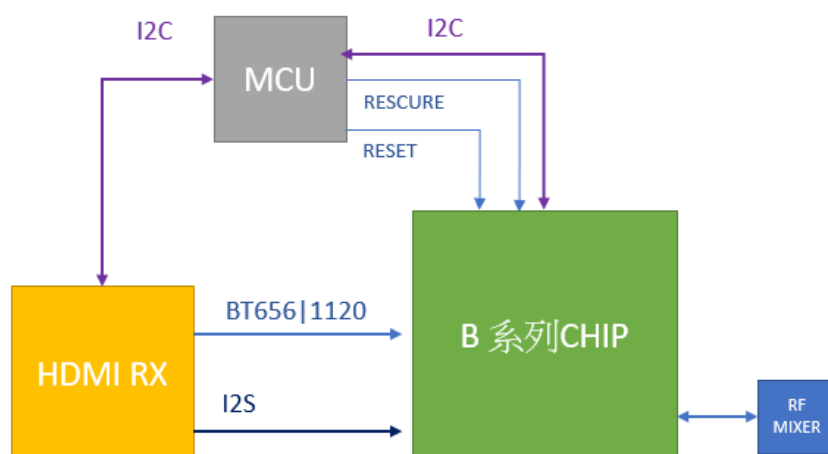 I2C
I2C
MCU
RESCURE
RESET
BT656|1120
B 系列CHIP
HDMI RX
I2S
RF
MIXER